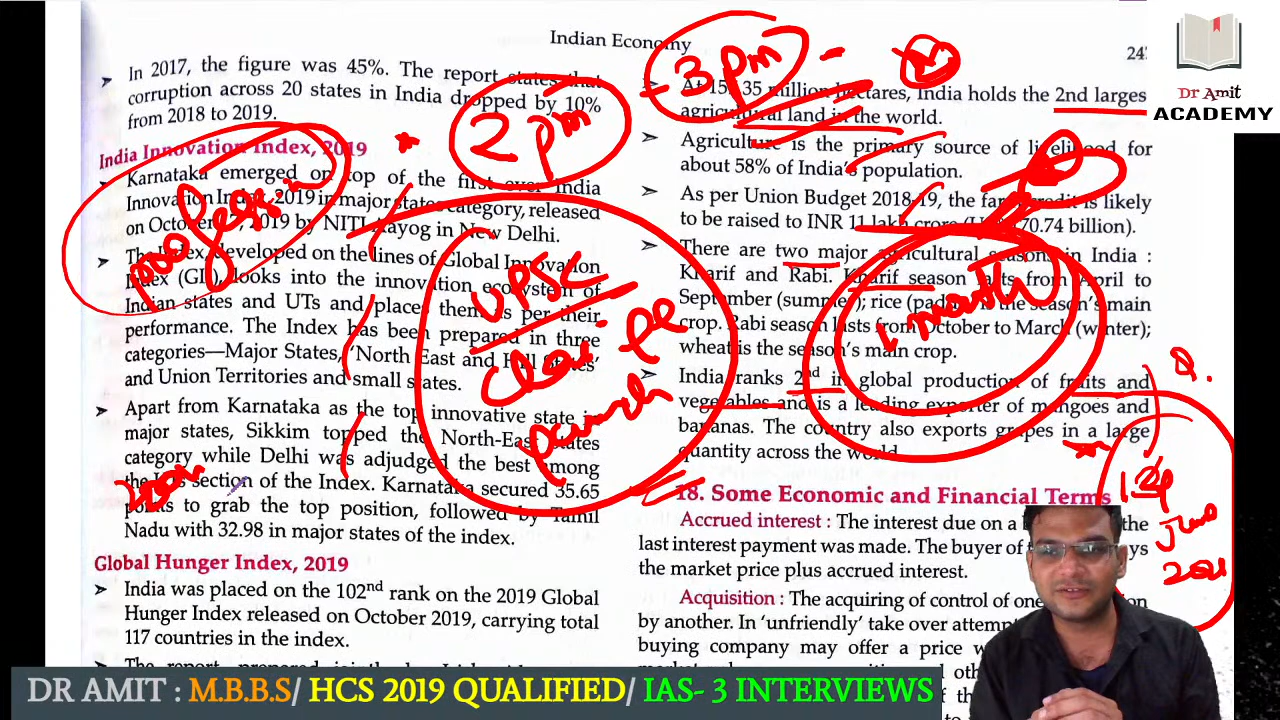 Indian Economy
24
Dr Amit
ACADEMY
➤ In 2017, the figure was 45%. The report states that
corruption across 20 states in India dropped by 10%
from 2018 to 2019.
India Innovation Index, 2019
Karnataka emerged on top of the first ever India
Innovation Index, 2019 in major states category, released
on October 2019 by NITI Aayog in New Delhi.
➤ The Index, developed on the lines of Global Innovation
Index (GII), looks into the innovation ecosystem of
Indian states and UTs and places them as per their
performance. The Index has been prepared in three
categories—Major States, 'North East and Hill States'
and Union Territories and small states.
➤ Apart from Karnataka as the top innovative state in
major states, Sikkim topped the North-East states
category while Delhi was adjudged the best among
the section of the Index. Karnataka secured 35.65
points to grab the top position, followed by Tamil
Nadu with 32.98 in major states of the index.
Global Hunger Index, 2019
➤ India was placed on the 102nd rank on the 2019 Global
Hunger Index released on October 2019, carrying total
117 countries in the index.
2 pm
UPSC
3 pm
1 month
At 15 35 million hectares, India holds the 2nd larges
agricultural land in the world.
➤ Agriculture is the primary source of livelihood for
about 58% of India's population.
➤ As per Union Budget 2018-19, the farm credit is likely
to be raised to INR 11 lakh crore 70.74 billion).
➤ There are two major agricultural seasons in India :
Kharif and Rabi. Kharif season lasts from April to
September (summer); rice is the season's main
crop. Rabi season lasts from October to March (winter);
wheat is the season's main crop.
➤ India ranks 2nd in global production of fruits and
vegetables and is a leading exporter of mangoes and
bananas. The country also exports grapes in a large
quantity across the world.
18. Some Economic and Financial Terms
Accrued interest : The interest due on a the
last interest payment was made. The buyer of ys
the market price plus accrued interest.
Acquisition : The acquiring of control of one
by another. In 'unfriendly' take over attempt
buying company may offer a price
June
2021
DR AMIT : M.B.B.S/ HCS 2019 QUALIFIED/ IAS- 3 INTERVIEWS